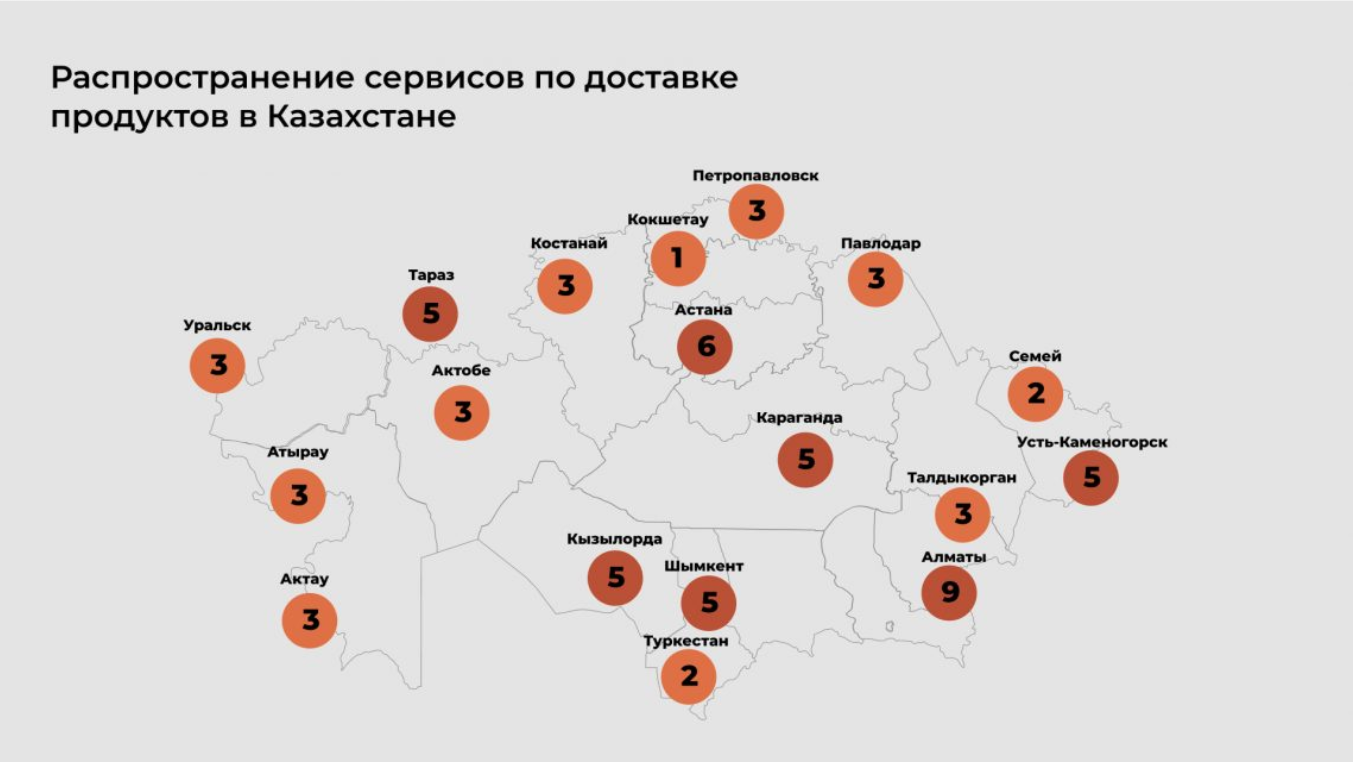 Распространение сервисов по доставке
продуктов в Казахстане
Петропавловск
3
Кокшетау
1
Костанай
3
Павлодар
3
Тараз
5
Астана
6
Уральск
3
Семей
2
Актобе
3
Караганда
5
Усть-Каменогорск
5
Атырау
3
Талдыкорган
3
Кызылорда
5
Алматы
9
Шымкент
5
Актау
3
Туркестан
2